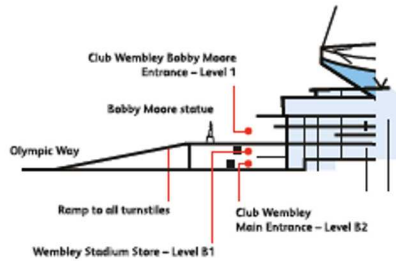 Club Wembley Bobby Moore
Entrance – Level 1
Bobby Moore statue
Olympic Way
Ramp to all turnstiles
Club Wembley
Main Entrance – Level B2
Wembley Stadium Store – Level B1